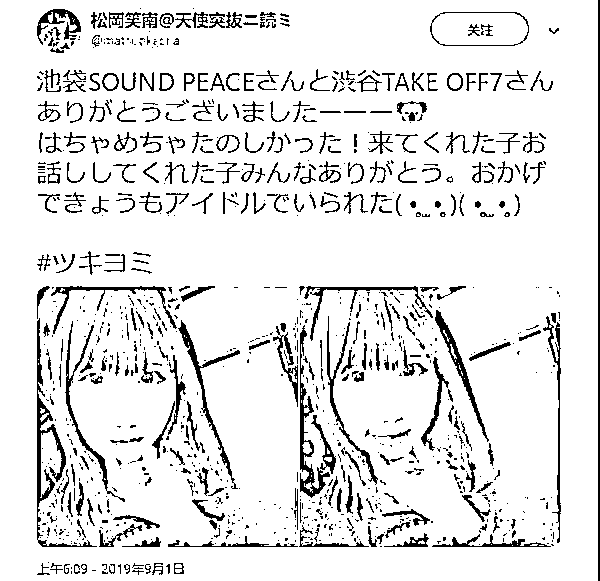 松岡笑南@天使突抜ニ読ミ
关注
池袋SOUND PEACEさんと渋谷TAKE OFF7さん
ありがとうございましたーーー🐨
はちゃめちゃたのしかった！来てくれた子お
話ししてくれた子みんなありがとう。おかげ
できょうもアイドルでいられた( •̥ˍ•̥)( •̥ˍ•̥)
#ツキヨミ
上午6:09 - 2019年9月1日